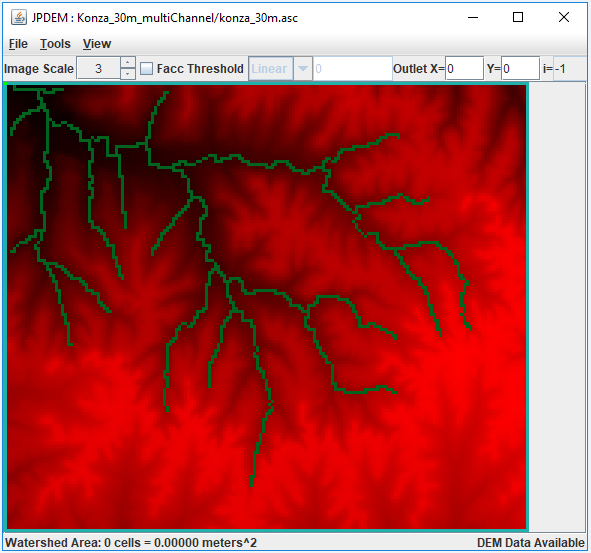 JPDEM : Konza_30m_multiChannel/konza_30m.asc
File Tools View
Image Scale 3 Facc Threshold Linear 0 Outlet X= 0 Y= 0 i= -1
Watershed Area: 0 cells = 0.00000 meters^2 DEM Data Available